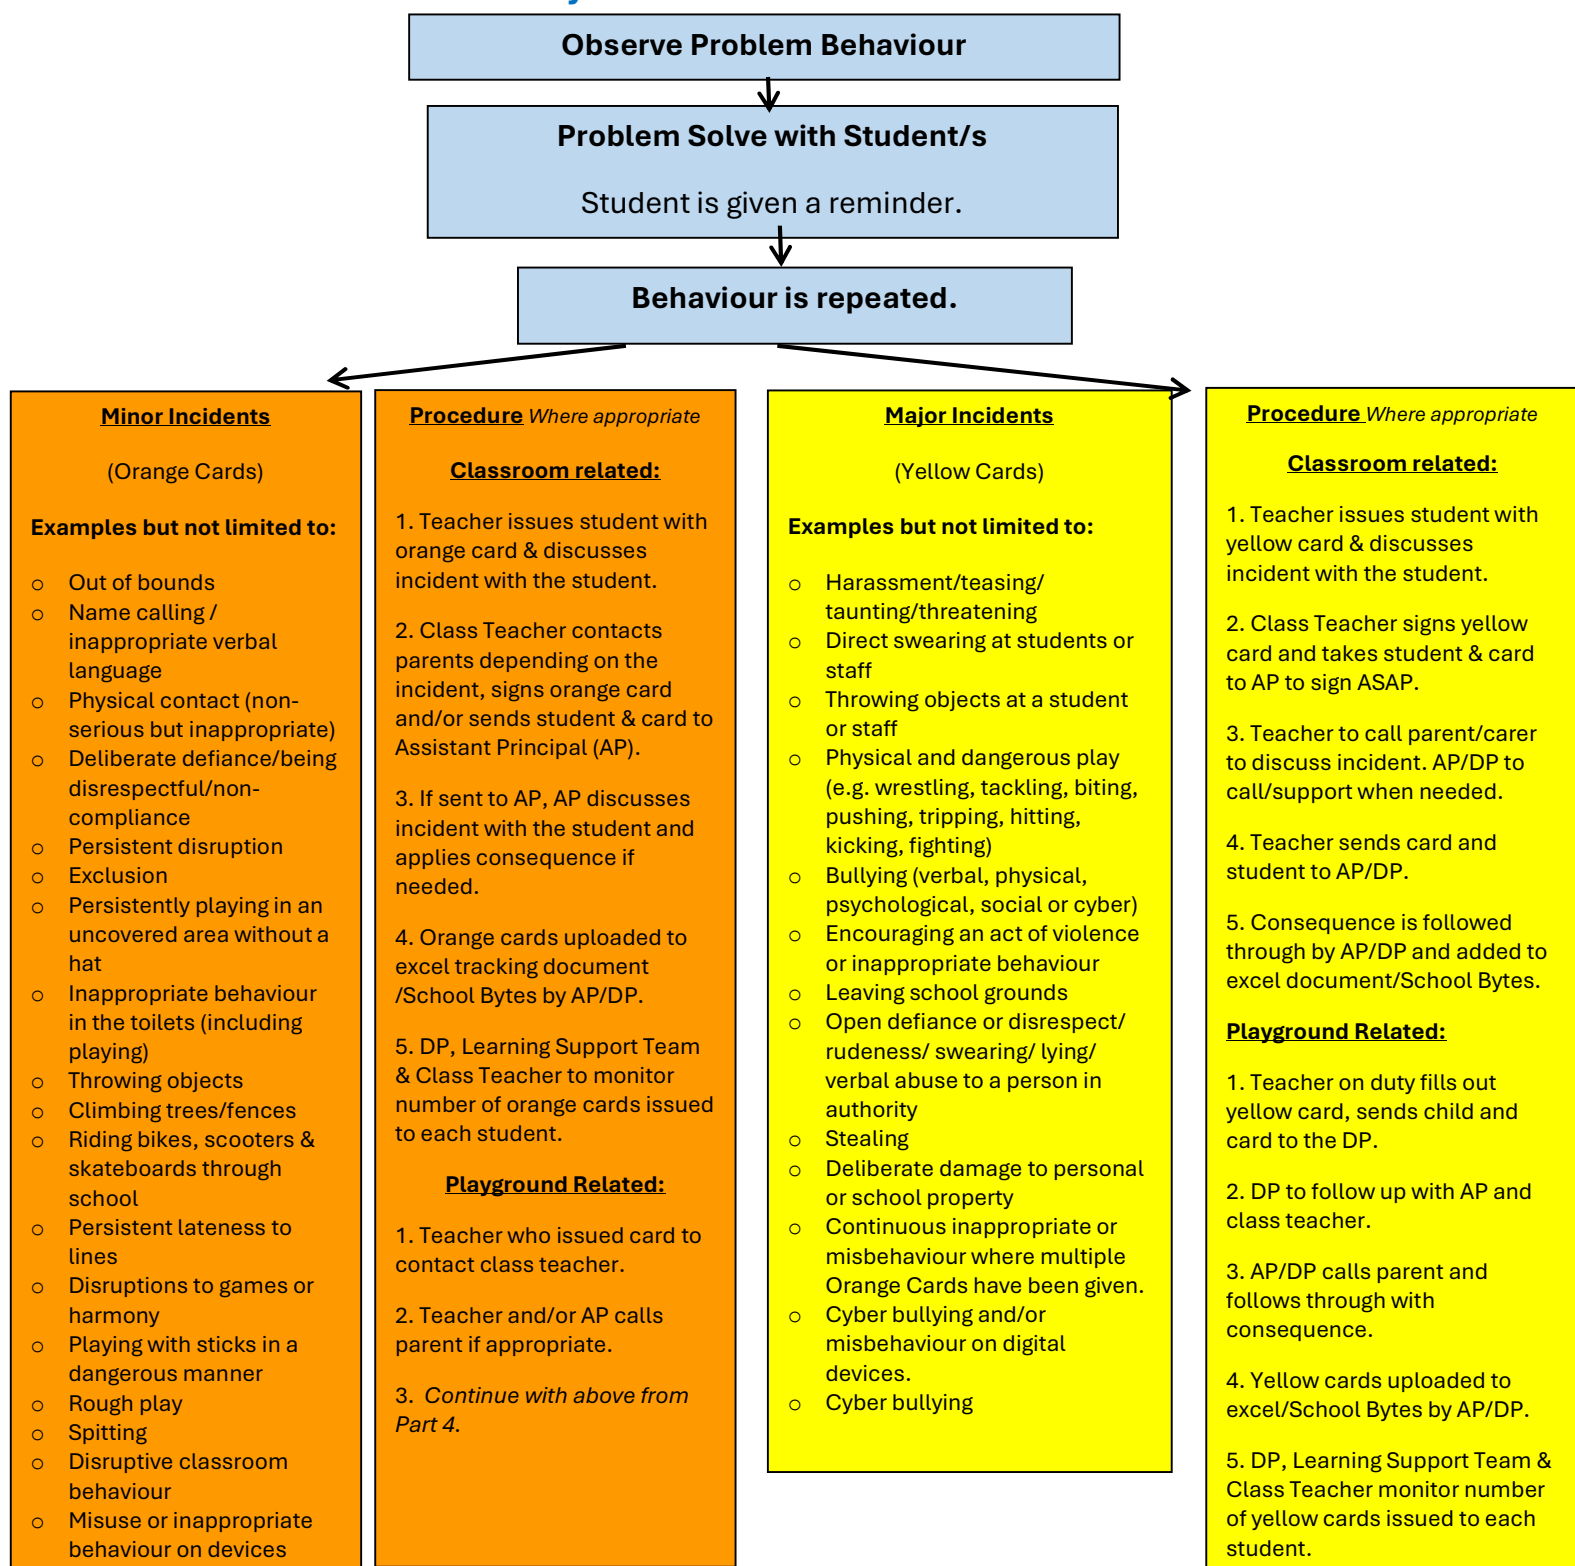 Observe Problem Behaviour
Problem Solve with Student/s
Student is given a reminder.
Behaviour is repeated.
Minor Incidents
(Orange Cards)
Examples but not limited to:
o Out of bounds
o Name calling /
inappropriate verbal
language
o Physical contact (non-
serious but inappropriate)
o Deliberate defiance/being
disrespectful/non-
compliance
o Persistent disruption
o Exclusion
o Persistently playing in an
uncovered area without a
hat
o Inappropriate behaviour
in the toilets (including
playing)
o Throwing objects
o Climbing trees/fences
o Riding bikes, scooters &
skateboards through
school
o Persistent lateness to
lines
o Disruptions to games or
harmony
o Playing with sticks in a
dangerous manner
o Rough play
o Spitting
o Disruptive classroom
behaviour
o Misuse or inappropriate
behaviour on devices
Procedure Where appropriate
Classroom related:
1. Teacher issues student with
orange card & discusses
incident with the student.
2. Class Teacher contacts
parents depending on the
incident, signs orange card
and/or sends student & card to
Assistant Principal (AP).
3. If sent to AP, AP discusses
incident with the student and
applies consequence if
needed.
4. Orange cards uploaded to
excel tracking document
/School Bytes by AP/DP.
5. DP, Learning Support Team
& Class Teacher to monitor
number of orange cards issued
to each student.
Playground Related:
1. Teacher who issued card to
contact class teacher.
2. Teacher and/or AP calls
parent if appropriate.
3. Continue with above from
Part 4.
Major Incidents
(Yellow Cards)
Examples but not limited to:
o Harassment/teasing/
taunting/threatening
o Direct swearing at students or
staff
o Throwing objects at a student
or staff
o Physical and dangerous play
(e.g. wrestling, tackling, biting,
pushing, tripping, hitting,
kicking, fighting)
o Bullying (verbal, physical,
psychological, social or cyber)
o Encouraging an act of violence
or inappropriate behaviour
o Leaving school grounds
o Open defiance or disrespect/
rudeness/ swearing/ lying/
verbal abuse to a person in
authority
o Stealing
o Deliberate damage to personal
or school property
o Continuous inappropriate or
misbehaviour where multiple
Orange Cards have been given.
o Cyber bullying and/or
misbehaviour on digital
devices.
o Cyber bullying
Procedure Where appropriate
Classroom related:
1. Teacher issues student with
yellow card & discusses
incident with the student.
2. Class Teacher signs yellow
card and takes student & card
to AP to sign ASAP.
3. Teacher to call parent/carer
to discuss incident. AP/DP to
call/support when needed.
4. Teacher sends card and
student to AP/DP.
5. Consequence is followed
through by AP/DP and added to
excel document/School Bytes.
Playground Related:
1. Teacher on duty fills out
yellow card, sends child and
card to the DP.
2. DP to follow up with AP and
class teacher.
3. AP/DP calls parent and
follows through with
consequence.
4. Yellow cards uploaded to
excel/School Bytes by AP/DP.
5. DP, Learning Support Team &
Class Teacher monitor number
of yellow cards issued to each
student.